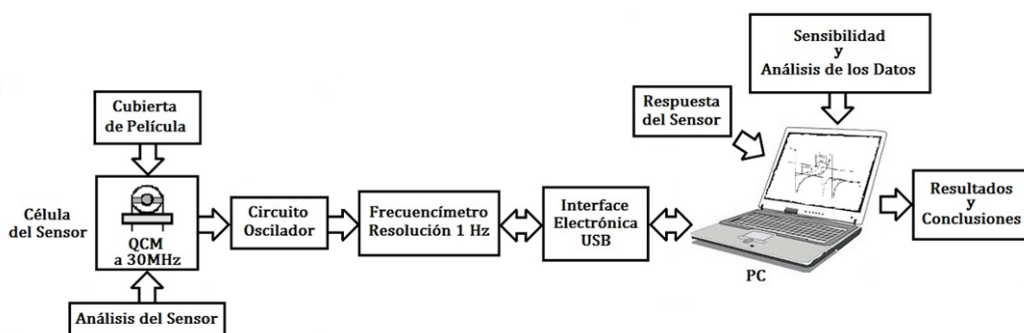 Sensibilidad
y
Análisis de los Datos
Respuesta
del Sensor
Cubierta
de Película
Célula
del Sensor
QCM
a 30MHz
Circuito
Oscilador
Frecuencímetro
Resolución 1 Hz
Interface
Electrónica
USB
PC
Resultados
y
Conclusiones
Análisis del Sensor